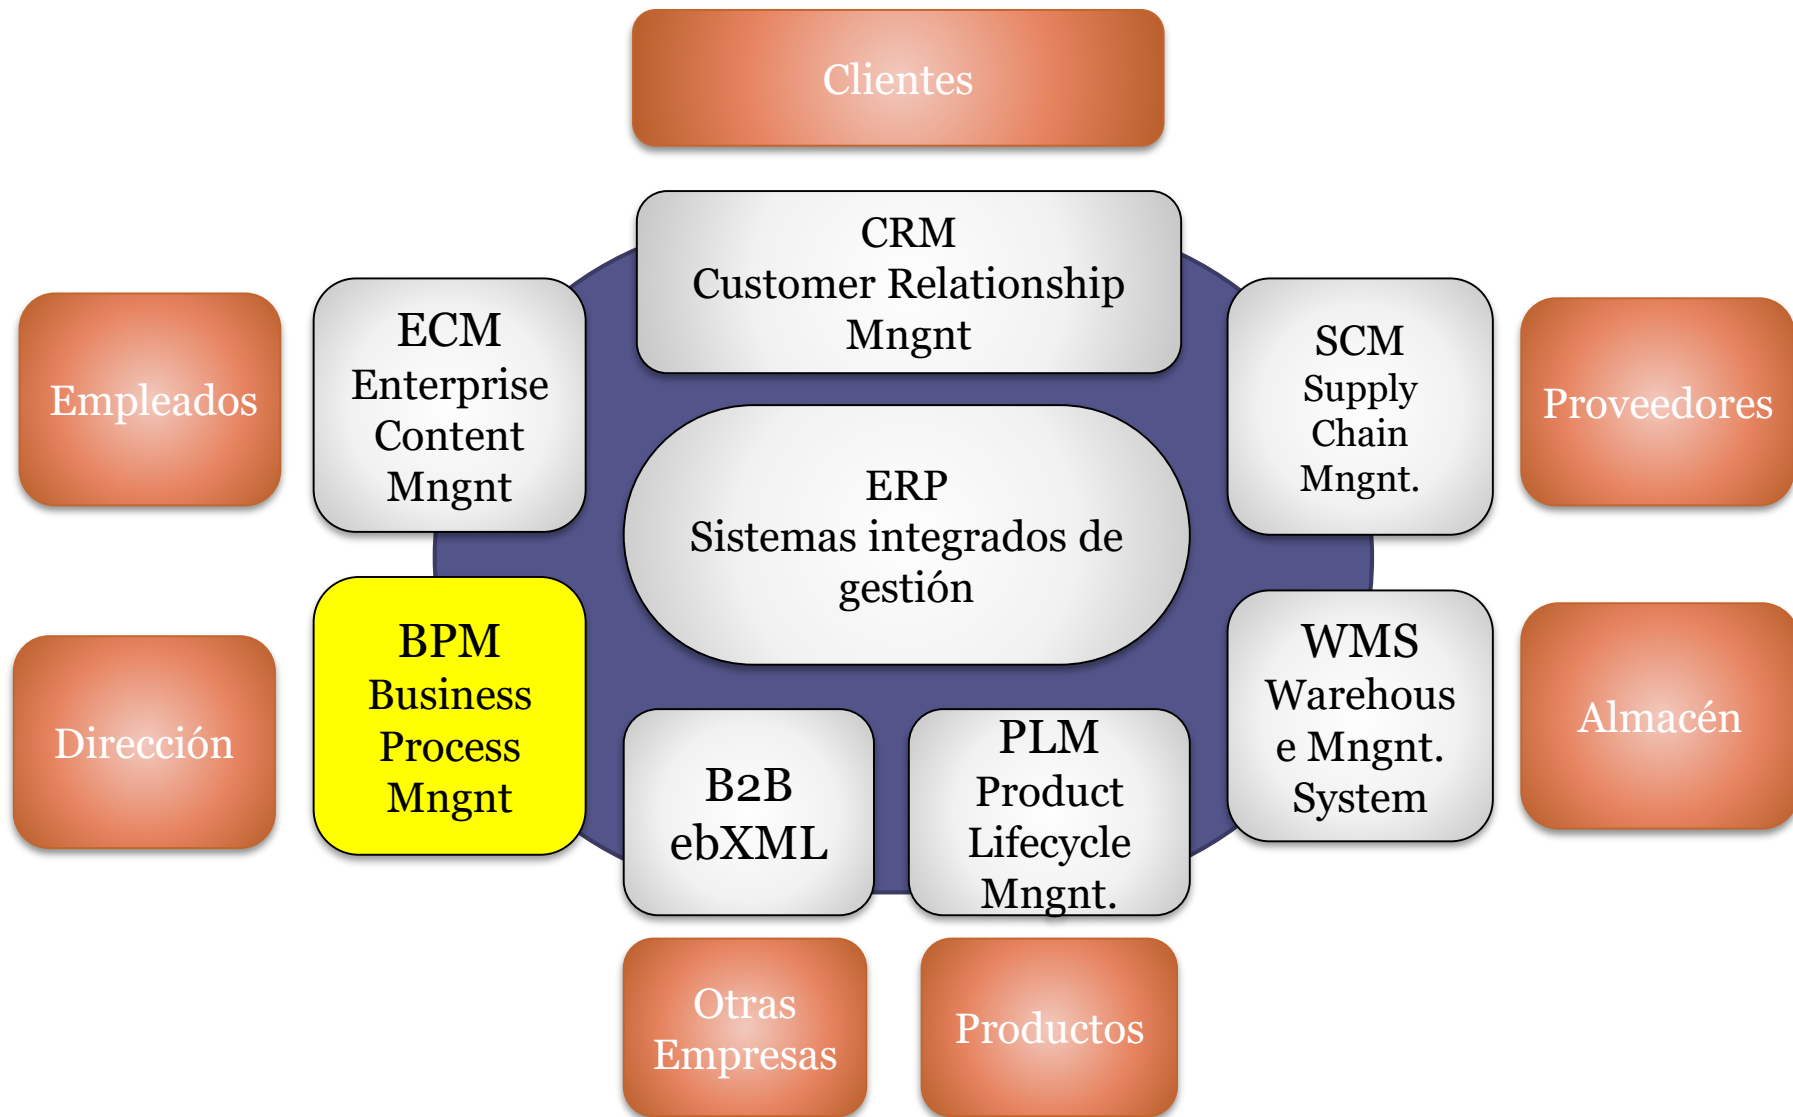 Clientes
CRM
Customer Relationship
Mngnt
ECM
Enterprise
Content
Mngnt
SCM
Supply
Chain
Mngnt.
Empleados
Proveedores
ERP
Sistemas integrados de
gestión
BPM
Business
Process
Mngnt
WMS
Warehous
e Mngnt.
System
Dirección
Almacén
B2B
ebXML
PLM
Product
Lifecycle
Mngnt.
Otras
Empresas
Productos